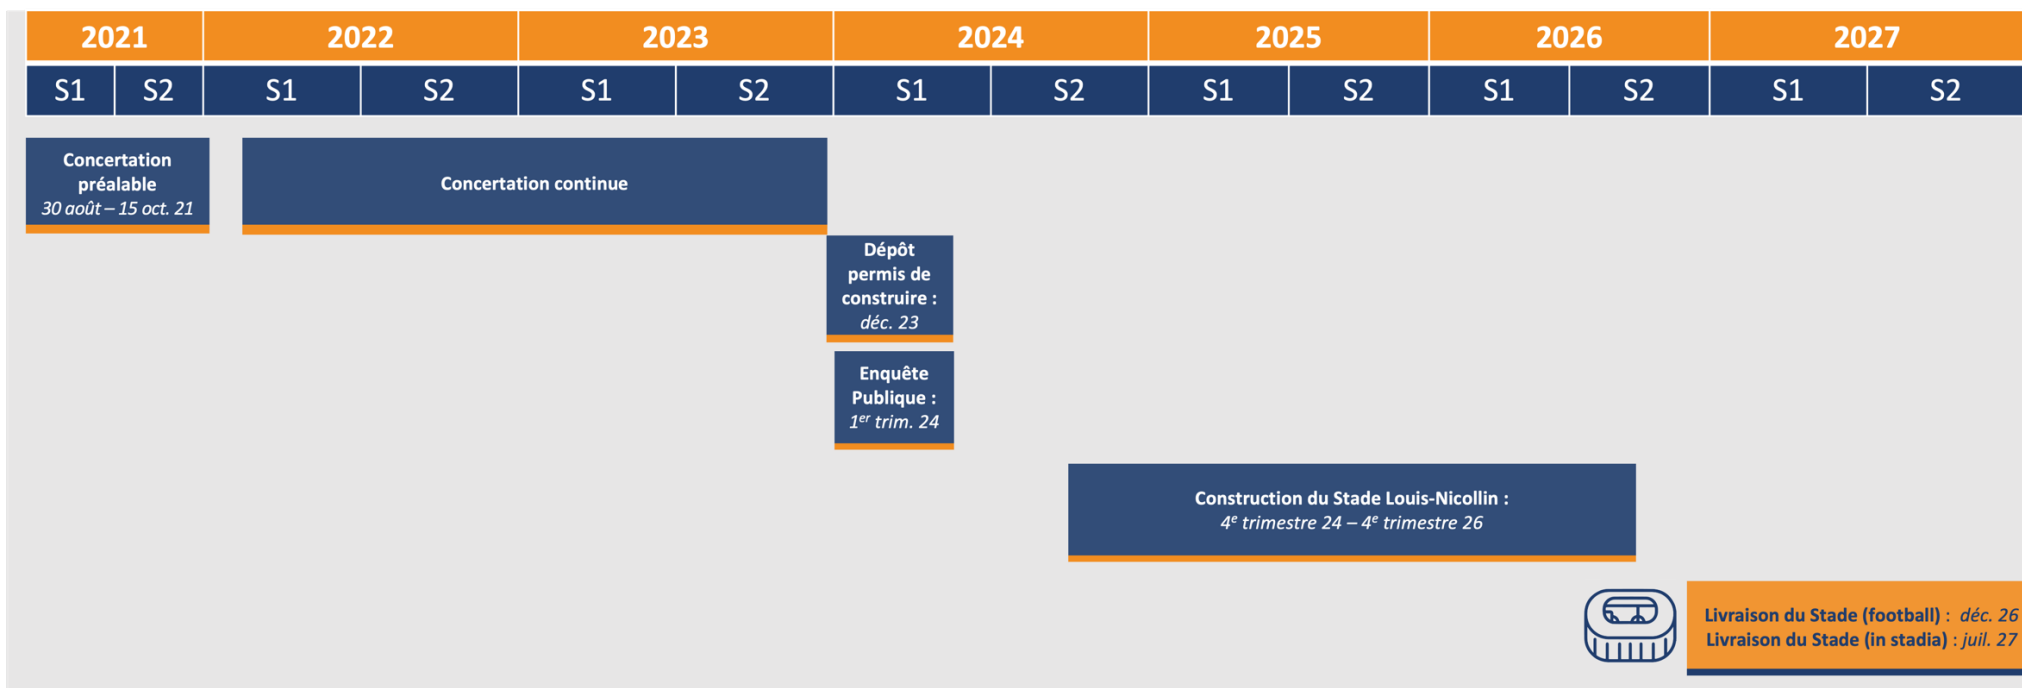 2021 2022 2023 2024 2025 2026 2027
S1 S2 S1 S2 S1 S2 S1 S2 S1 S2 S1 S2 S1 S2
Concertation
préalable
30 août – 15 oct. 21
Concertation continue
Dépôt
permis de
construire :
déc. 23
Enquête
Publique :
1er trim. 24
Construction du Stade Louis-Nicollin :
4e trimestre 24 – 4e trimestre 26
Livraison du Stade (football) : déc. 26
Livraison du Stade (in stadia) : juil. 27